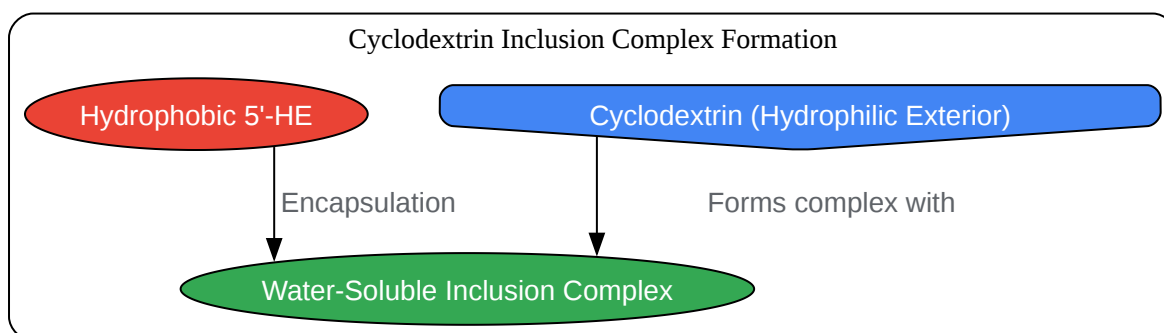 Cyclodextrin Inclusion Complex Formation
Hydrophobic 5'-HE
Cyclodextrin (Hydrophilic Exterior)
Encapsulation
Forms complex with
Water-Soluble Inclusion Complex